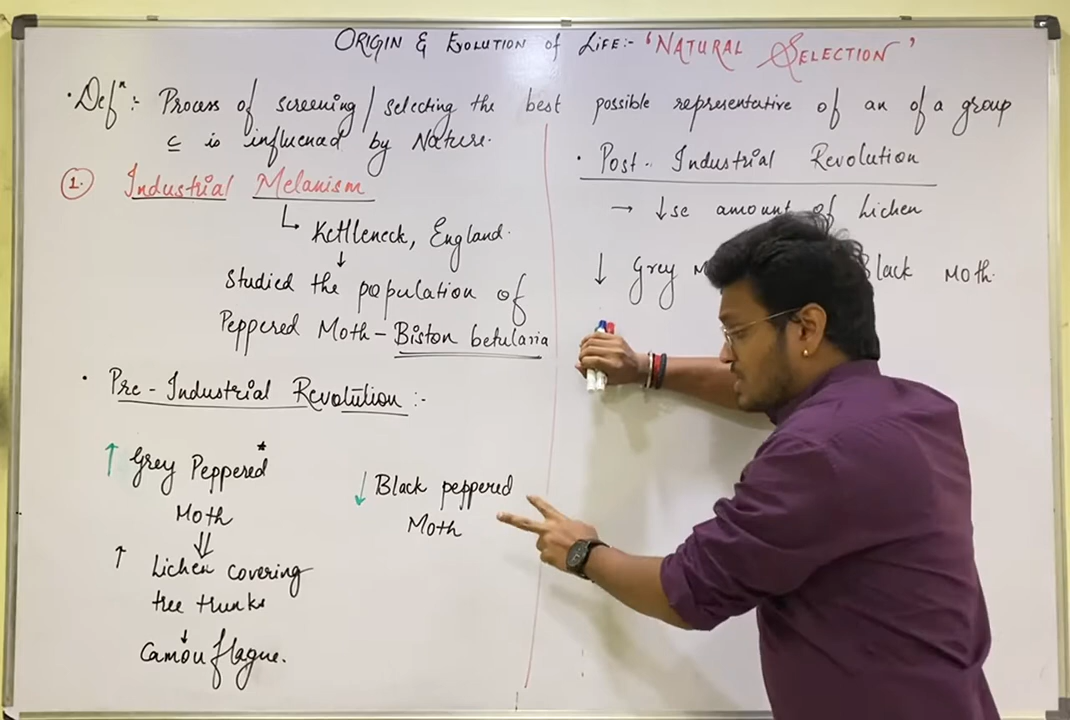 ORIGIN & EVOLUTION of LIFE:- 'NATURAL SELECTION'
· Defⁿ:- Process of screening/selecting the best possible representative of an of a group
c̲ is influenced by Nature.
1. Industrial Melanism
↳ Kettleneck, England.
↓
Studied the population of
Peppered Moth - Biston betularia
· Pre - Industrial Revolution :-
↑ Grey Peppered*
Moth
⇓
↑ Lichen covering
tree trunks
↓
Camouflague.
↓ Black peppered
Moth
· Post - Industrial Revolution
→ ↓se amount of Lichen
↓ Grey Black Moth.